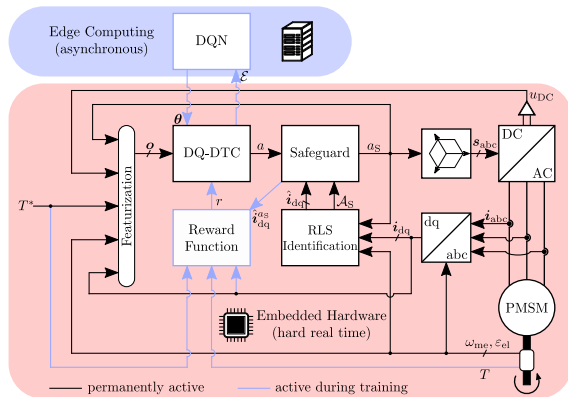 Edge Computing
(asynchronous)
DQN
θ
ℰ
u_DC
DC
AC
Featurization
o
DQ-DTC
a
Safeguard
a_S
s_abc
T*
r
î_dq^{a_S}
î_dq
𝒜_S
i_dq
i_abc
Reward
Function
RLS
Identification
dq
abc
PMSM
Embedded Hardware
(hard real time)
ω_me, ε_el
T
permanently active
active during training